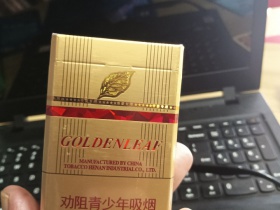 GOLDENLEAF
MANUFACTURED BY CHINA
TOBACCO HENAN INDUSTRIAL CO., LTD.
劝阻青少年吸烟